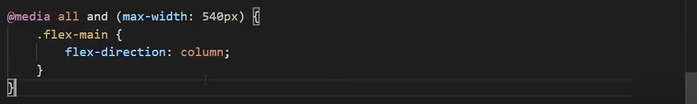 @media all and (max-width: 540px) {
.flex-main {
flex-direction: column;
}
}